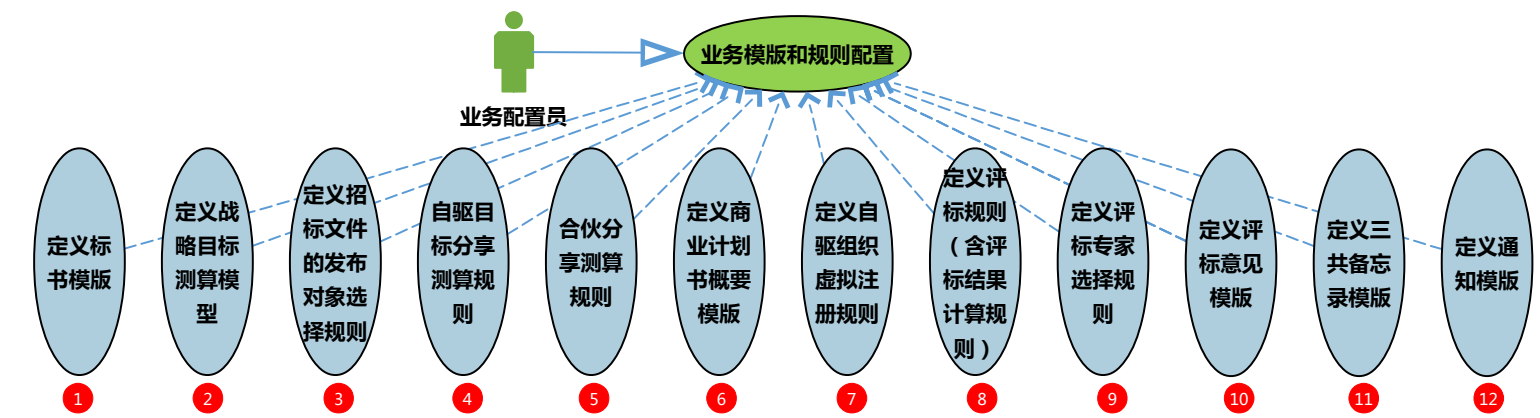 业务模版和规则配置
业务配置员
定义标
书模版
定义战
略目标
测算模
型
定义招
标文件
的发布
对象选
择规则
自驱目
标分享
测算规
则
合伙分
享测算
规则
定义商
业计划
书概要
模版
定义自
驱组织
虚拟注
册规则
定义评
标规则
（含评
标结果
计算规
则）
定义评
标专家
选择规
则
定义评
标意见
模版
定义三
共备忘
录模版
定义通
知模版
1
2
3
4
5
6
7
8
9
10
11
12